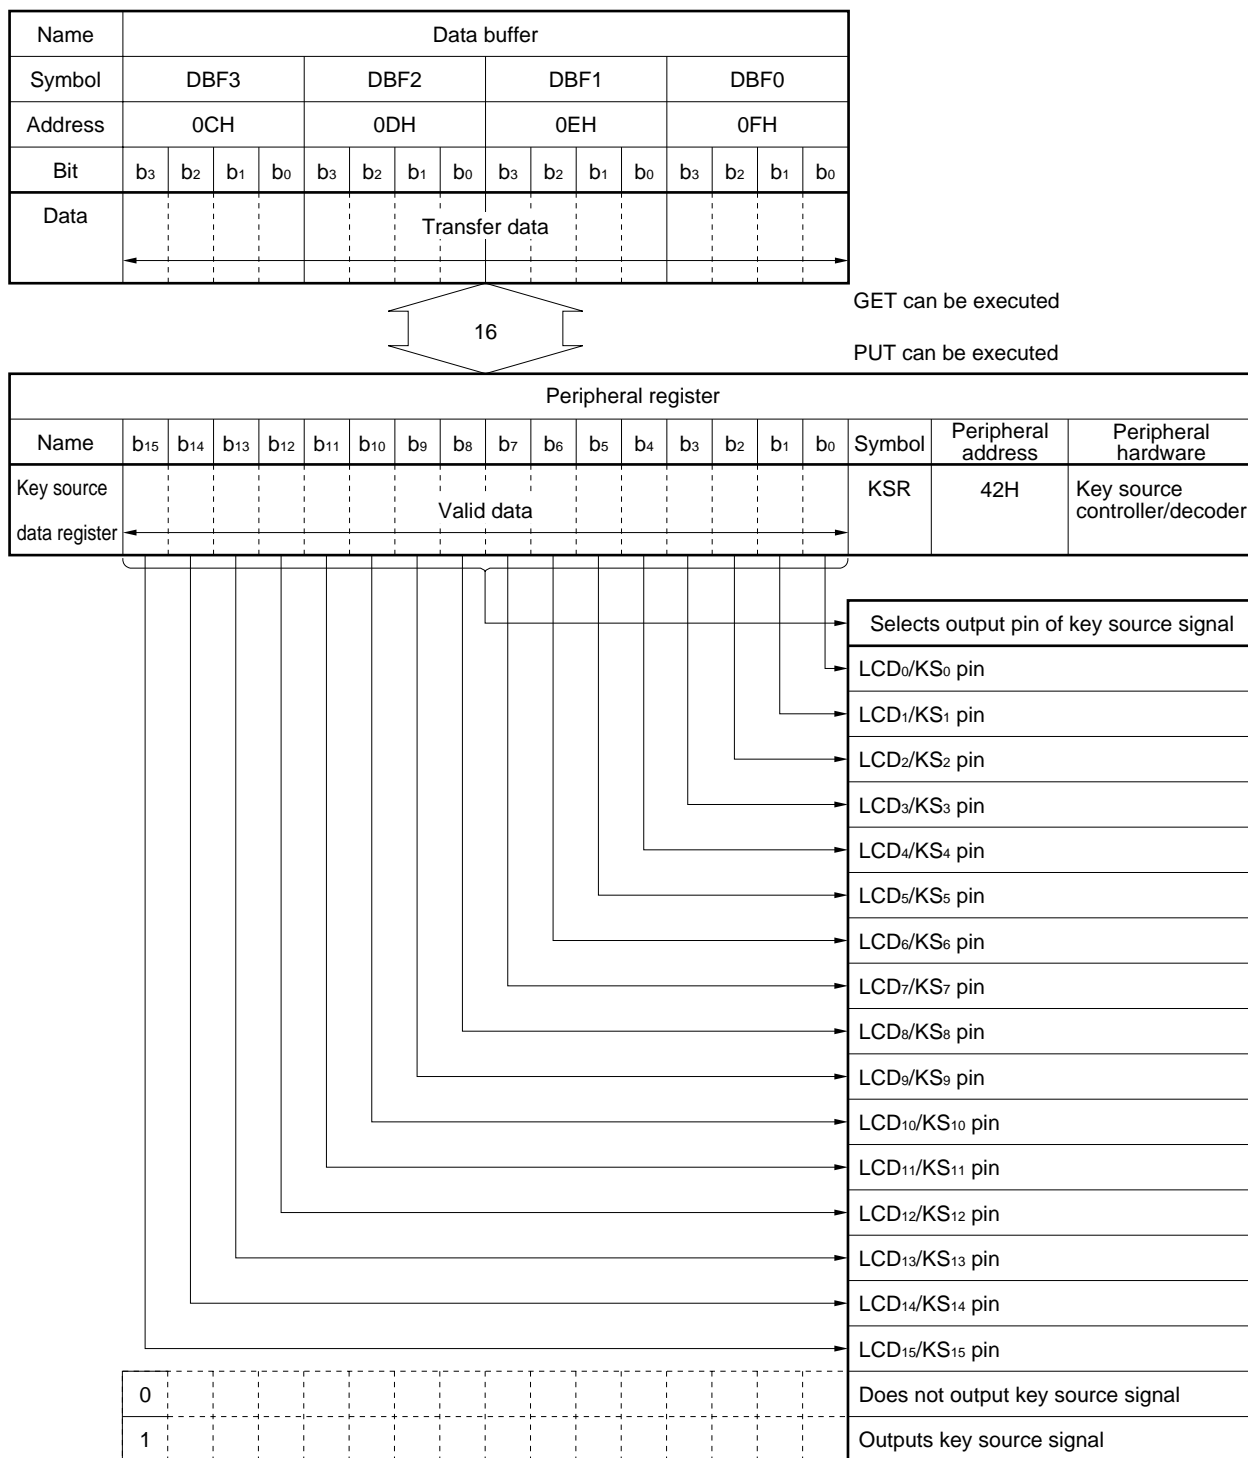 Name Data buffer
Symbol DBF3 DBF2 DBF1 DBF0
Address 0CH 0DH 0EH 0FH
Bit b3 b2 b1 b0 b3 b2 b1 b0 b3 b2 b1 b0 b3 b2 b1 b0
Data
Transfer data
GET can be executed
16
PUT can be executed
Peripheral register
Name b15 b14 b13 b12 b11 b10 b9 b8 b7 b6 b5 b4 b3 b2 b1 b0 Symbol Peripheral address Peripheral hardware
Key source data register Valid data KSR 42H Key source controller/decoder
Selects output pin of key source signal
LCD0/KS0 pin
LCD1/KS1 pin
LCD2/KS2 pin
LCD3/KS3 pin
LCD4/KS4 pin
LCD5/KS5 pin
LCD6/KS6 pin
LCD7/KS7 pin
LCD8/KS8 pin
LCD9/KS9 pin
LCD10/KS10 pin
LCD11/KS11 pin
LCD12/KS12 pin
LCD13/KS13 pin
LCD14/KS14 pin
LCD15/KS15 pin
0 Does not output key source signal
1 Outputs key source signal